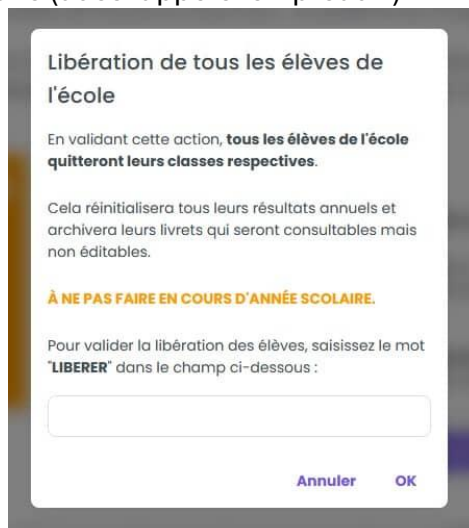 Libération de tous les élèves de
l'école
En validant cette action, tous les élèves de l'école
quitteront leurs classes respectives.
Cela réinitialisera tous leurs résultats annuels et
archivera leurs livrets qui seront consultables mais
non éditables.
À NE PAS FAIRE EN COURS D'ANNÉE SCOLAIRE.
Pour valider la libération des élèves, saisissez le mot
"LIBERER" dans le champ ci-dessous :
Annuler OK